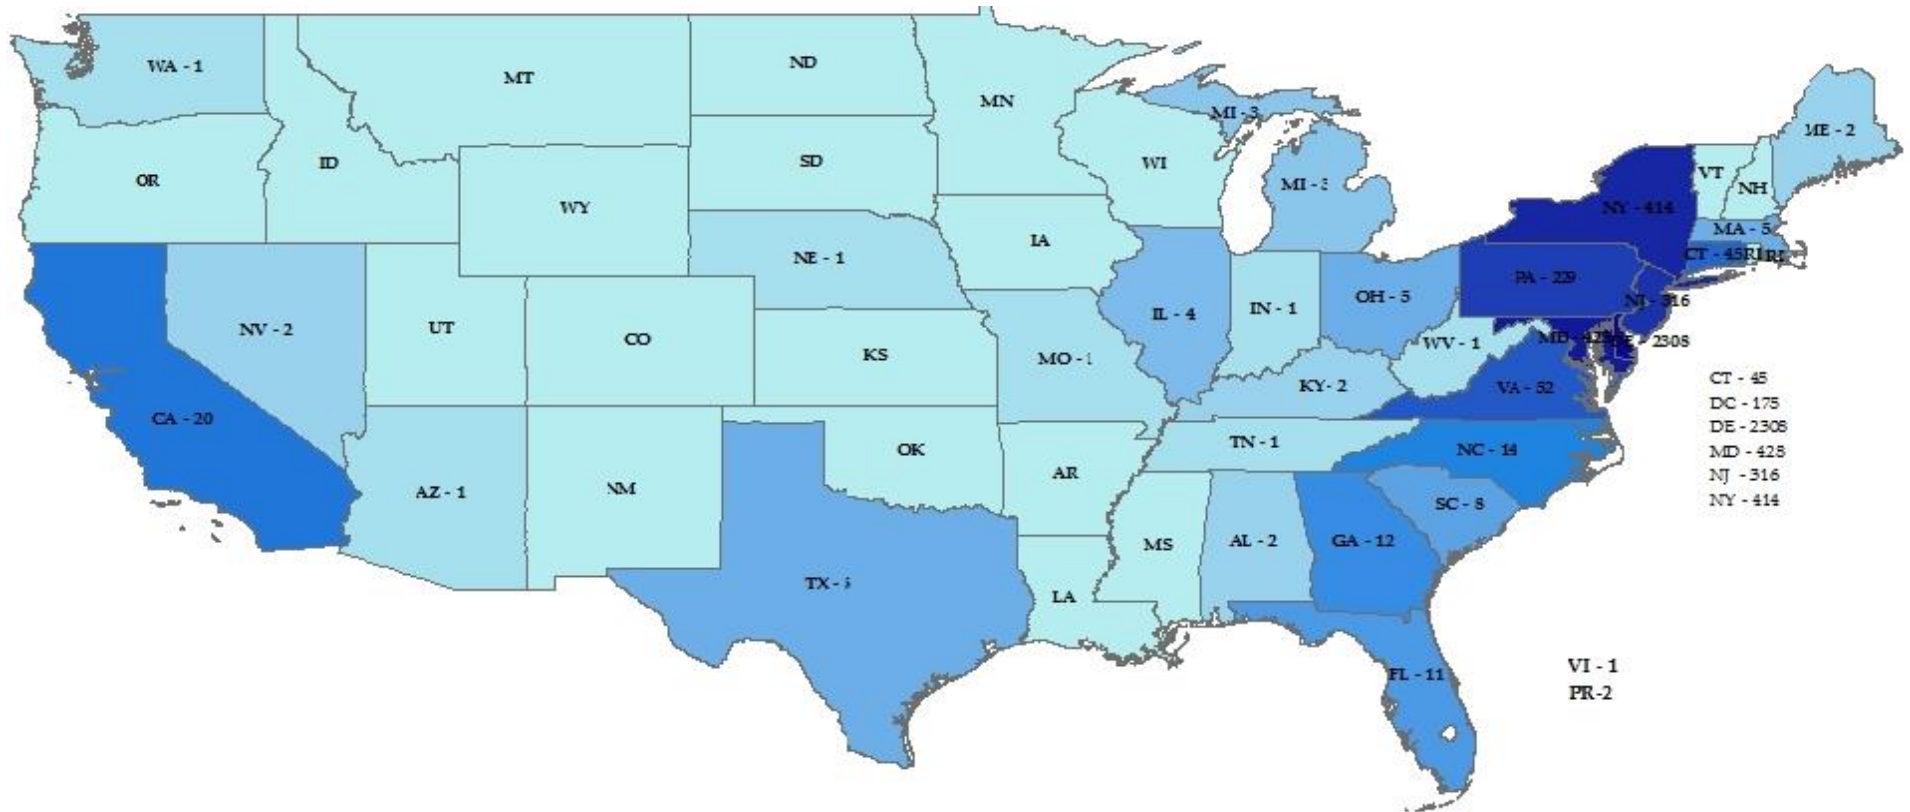 WA - 1
MT
ND
MN
MI - 3
ME - 2
OR
ID
SD
WI
MI - 3
VT
NH
WY
NY - 414
MA - 5
IA
NE - 1
CT - 45
RI
RI
PA - 229
NV - 2
UT
CO
IL - 4
IN - 1
OH - 5
NJ - 316
KS
MO - 1
WV - 1
MD - 428
DE - 2308
CT - 45
DC - 175
DE - 2308
MD - 428
NJ - 316
NY - 414
KY - 2
VA - 52
CA - 20
TN - 1
NC - 14
OK
AR
AZ - 1
NM
SC - 8
MS
AL - 2
GA - 12
TX - 5
LA
FL - 11
VI - 1
PR-2